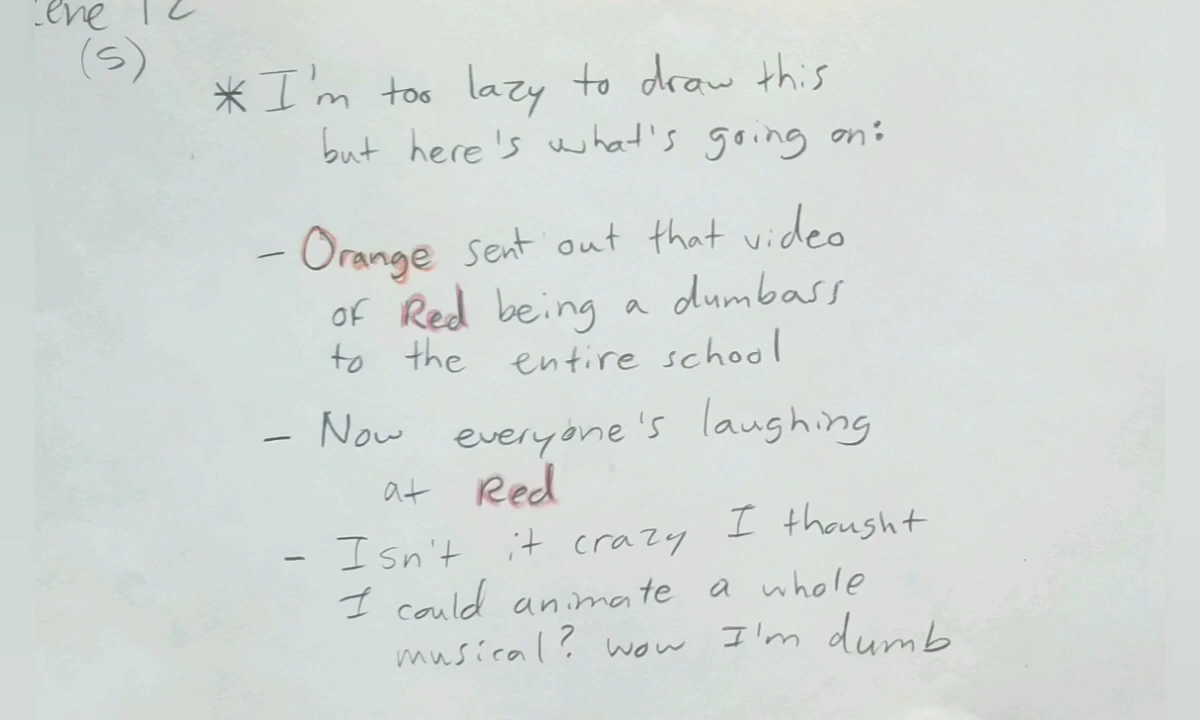 (S)
* I'm too lazy to draw this
but here's what's going on:
- Orange sent out that video
of Red being a dumbass
to the entire school
- Now everyone's laughing
at Red
- Isn't it crazy I thought
I could animate a whole
musical? wow I'm dumb